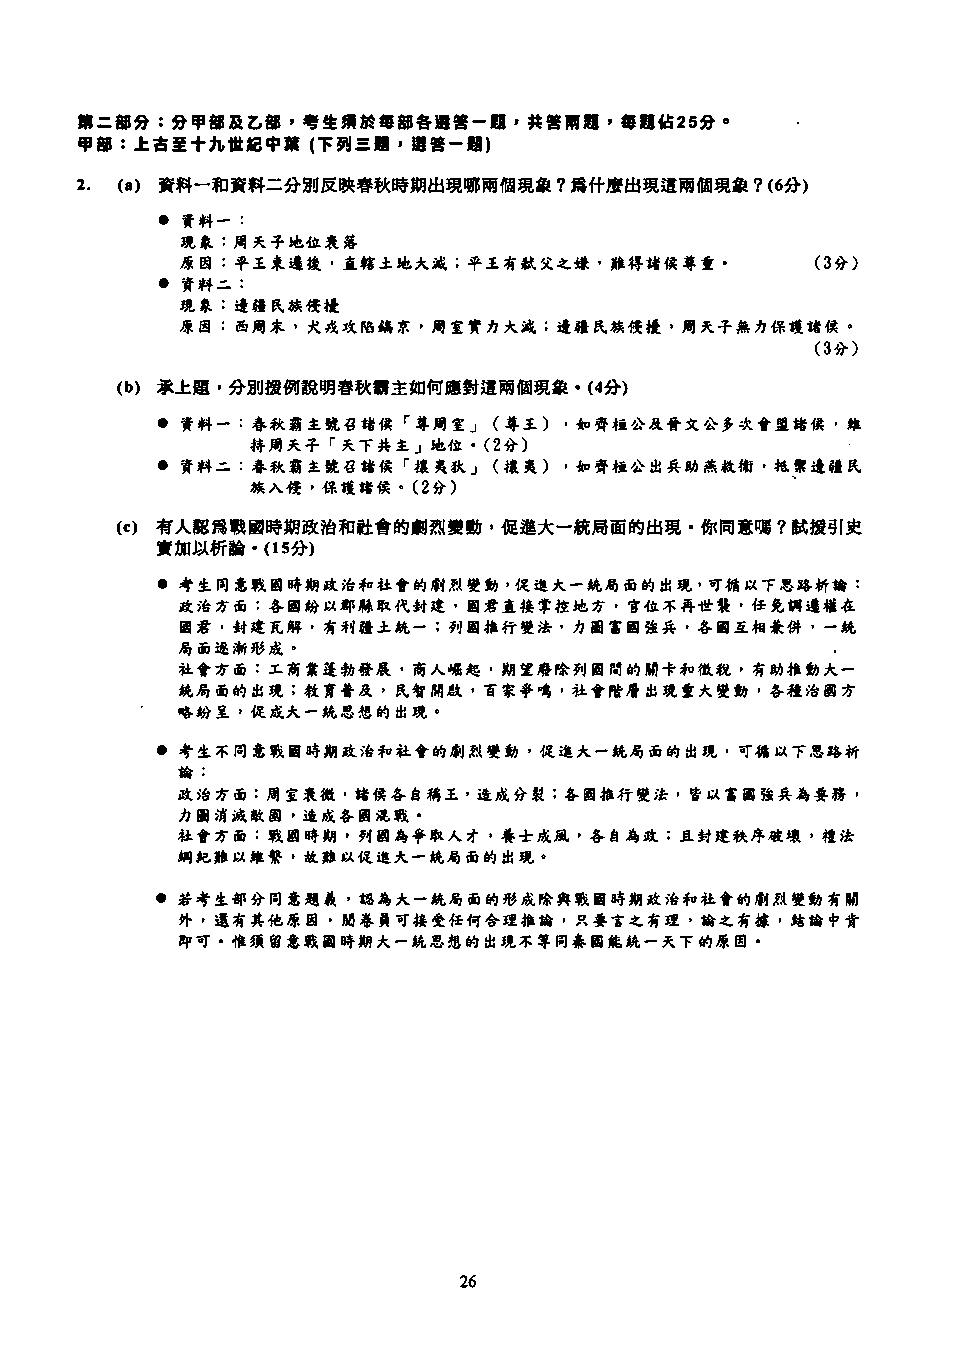 第二部分：分甲部及乙部，考生須於每部各選答一題，共答兩題，每題佔25分。
甲部：上古至十九世紀中葉 (下列三題，選答一題)
2. (a) 資料一和資料二分別反映春秋時期出現哪兩個現象？爲什麼出現這兩個現象？(6分)
● 資料一：
現象：周天子地位衰落
原因：平王東遷後，直轄土地大減；平王有弒父之嫌，難得諸侯尊重。 (3分)
● 資料二：
現象：邊疆民族侵擾
原因：西周末，犬戎攻陷鎬京，周室實力大減；邊疆民族侵擾，周天子無力保護諸侯。
(3分)
(b) 承上題，分別援例說明春秋霸主如何應對這兩個現象。(4分)
● 資料一：春秋霸主號召諸侯「尊周室」（尊王），如齊桓公及晉文公多次會盟諸侯，維
持周天子「天下共主」地位。(2分)
● 資料二：春秋霸主號召諸侯「攘夷狄」（攘夷），如齊桓公出兵助燕救衞，抵禦邊疆民
族入侵，保護諸侯。(2分)
(c) 有人認爲戰國時期政治和社會的劇烈變動，促進大一統局面的出現。你同意嗎？試援引史
實加以析論。(15分)
● 考生同意戰國時期政治和社會的劇烈變動，促進大一統局面的出現，可循以下思路析論：
政治方面：各國紛以郡縣取代封建，國君直接掌控地方，官位不再世襲，任免調遷權在
國君，封建瓦解，有利疆土統一；列國推行變法，力圖富國強兵，各國互相兼併，一統
局面逐漸形成。
社會方面：工商業蓬勃發展，商人崛起，期望廢除列國間的關卡和徵稅，有助推動大一
統局面的出現；教育普及，民智開啟，百家爭鳴，社會階層出現重大變動，各種治國方
略紛呈，促成大一統思想的出現。
● 考生不同意戰國時期政治和社會的劇烈變動，促進大一統局面的出現，可循以下思路析
論：
政治方面：周室衰微，諸侯各自稱王，造成分裂；各國推行變法，皆以富國強兵為要務，
力圖消滅敵國，造成各國混戰。
社會方面：戰國時期，列國為爭取人才，養士成風，各自為政；且封建秩序破壞，禮法
綱紀難以維繫，故難以促進大一統局面的出現。
● 若考生部分同意題義，認為大一統局面的形成除與戰國時期政治和社會的劇烈變動有關
外，還有其他原因，閱卷員可接受任何合理推論，只要言之有理，論之有據，結論中肯
即可。惟須留意戰國時期大一統思想的出現不等同秦國能統一天下的原因。
26